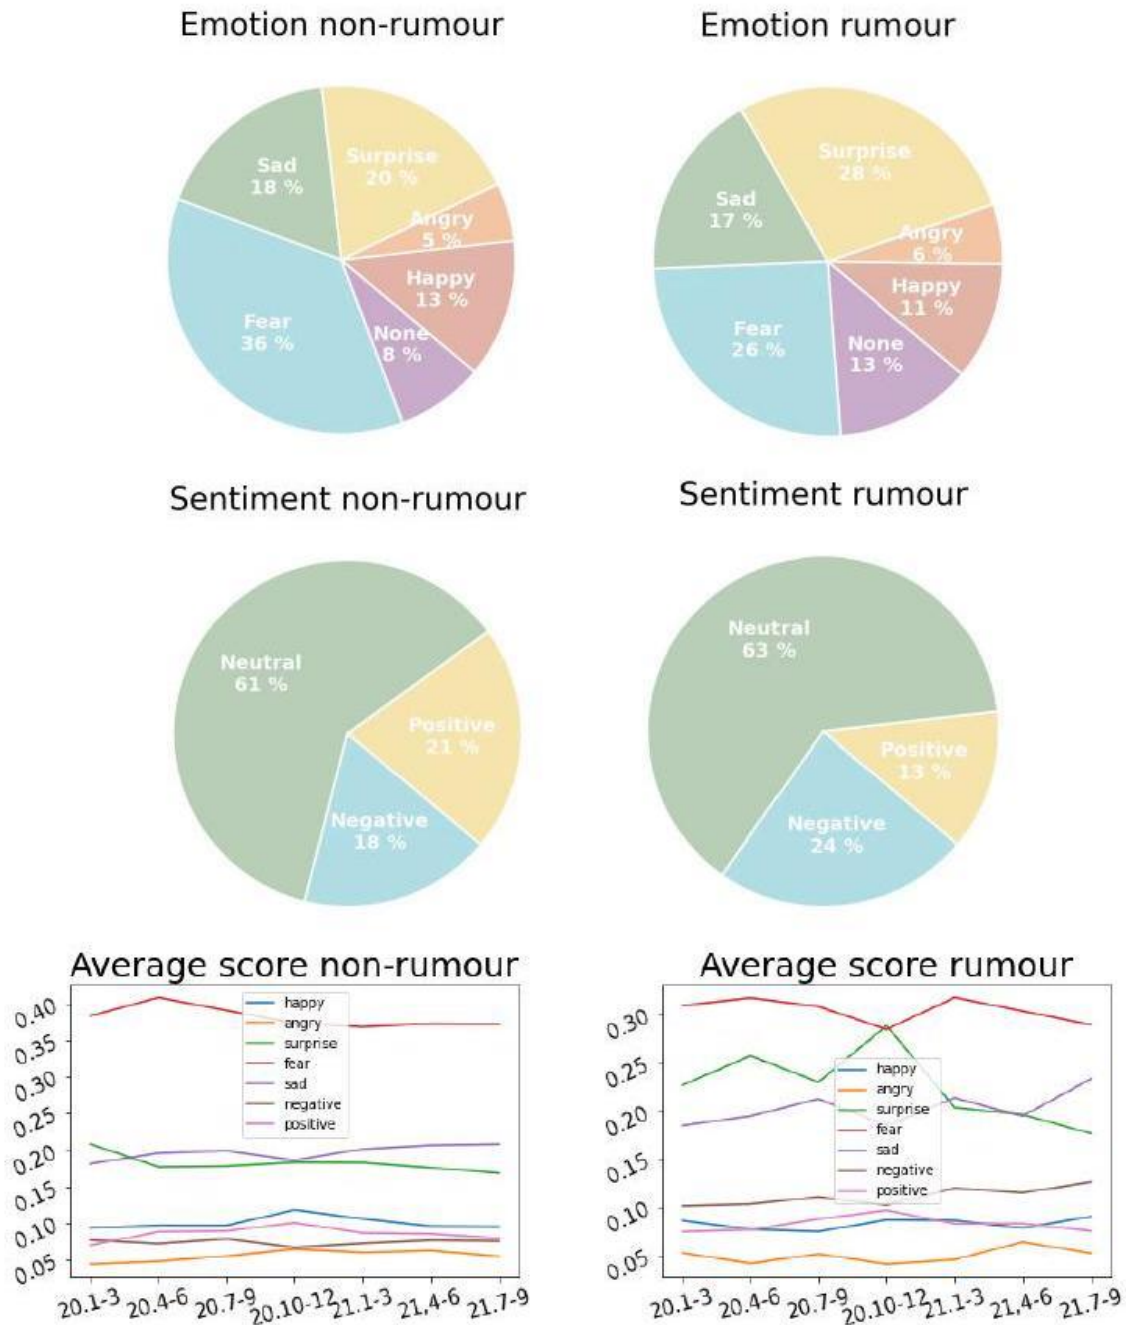 Emotion non-rumour
Emotion rumour
Sad
18 %
Surprise
20 %
Angry
5 %
Happy
13 %
None
8 %
Fear
36 %
Sad
17 %
Surprise
28 %
Angry
6 %
Happy
11 %
None
13 %
Fear
26 %
Sentiment non-rumour
Sentiment rumour
Neutral
61 %
Positive
21 %
Negative
18 %
Neutral
63 %
Positive
13 %
Negative
24 %
Average score non-rumour
0.40
0.35
0.30
0.25
0.20
0.15
0.10
0.05
happy
angry
surprise
fear
sad
negative
positive
20.1-3
20.4-6
20.7-9
20.10-12
21.1-3
21,4-6
21.7-9
Average score rumour
0.30
0.25
0.20
0.15
0.10
0.05
happy
angry
surprise
fear
sad
negative
positive
20.1-3
20.4-6
20.7-9
20.10-12
21.1-3
21,4-6
21.7-9